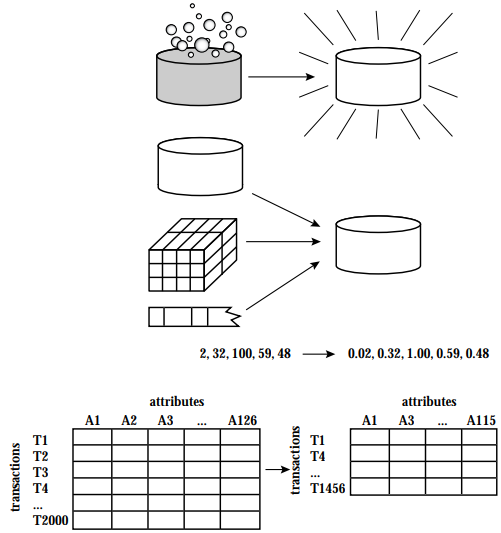 2, 32, 100, 59, 48 0.02, 0.32, 1.00, 0.59, 0.48
attributes
A1 A2 A3 ... A126
transactions
T1
T2
T3
T4
...
T2000
attributes
A1 A3 ... A115
transactions
T1
T4
...
T1456